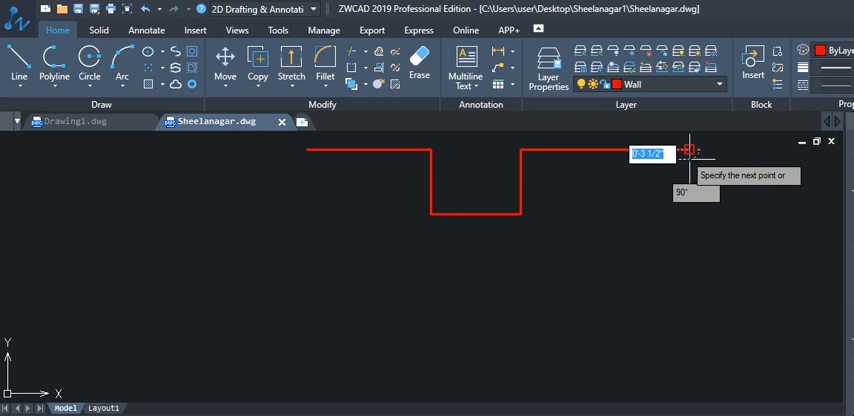 2D Drafting & Annotati
ZWCAD 2019 Professional Edition - [C:\Users\user\Desktop\Sheelanagar1\Sheelanagar.dwg]
Home Solid Annotate Insert Views Tools Manage Export Express Online APP+
Line Polyline Circle Arc
Move Copy Stretch Fillet Erase
Multiline Text
Layer Properties
Wall
Insert
ByLaye
Draw Modify Annotation Layer Block Prop
Drawing1.dwg Sheelanagar.dwg
0'-3 1/2"
Specify the next point or
90°
Y
X
Model Layout1